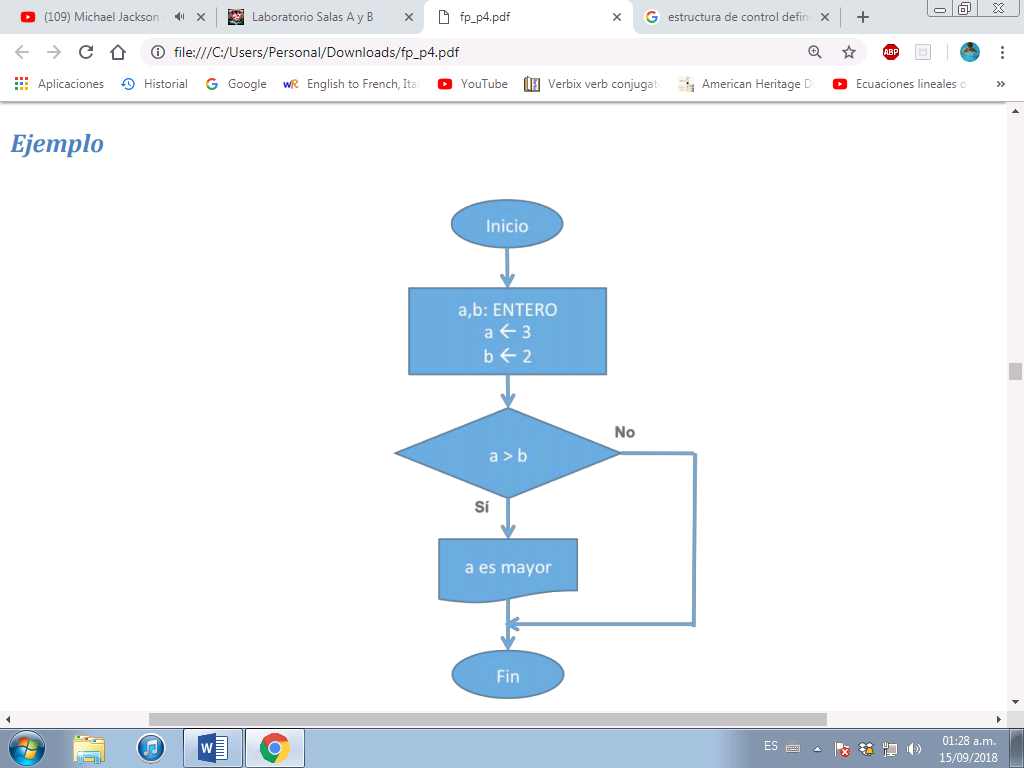 (109) Michael Jackson -
Laboratorio Salas A y B
fp_p4.pdf
estructura de control defin
file:///C:/Users/Personal/Downloads/fp_p4.pdf
ABP
Aplicaciones
Historial
Google
WR English to French, Ita
YouTube
Verbix verb conjugat
American Heritage D
Ecuaciones lineales o
»
Ejemplo
Inicio
a,b: ENTERO
a ← 3
b ← 2
a > b
No
Sí
a es mayor
Fin
ES
01:28 a.m.
15/09/2018